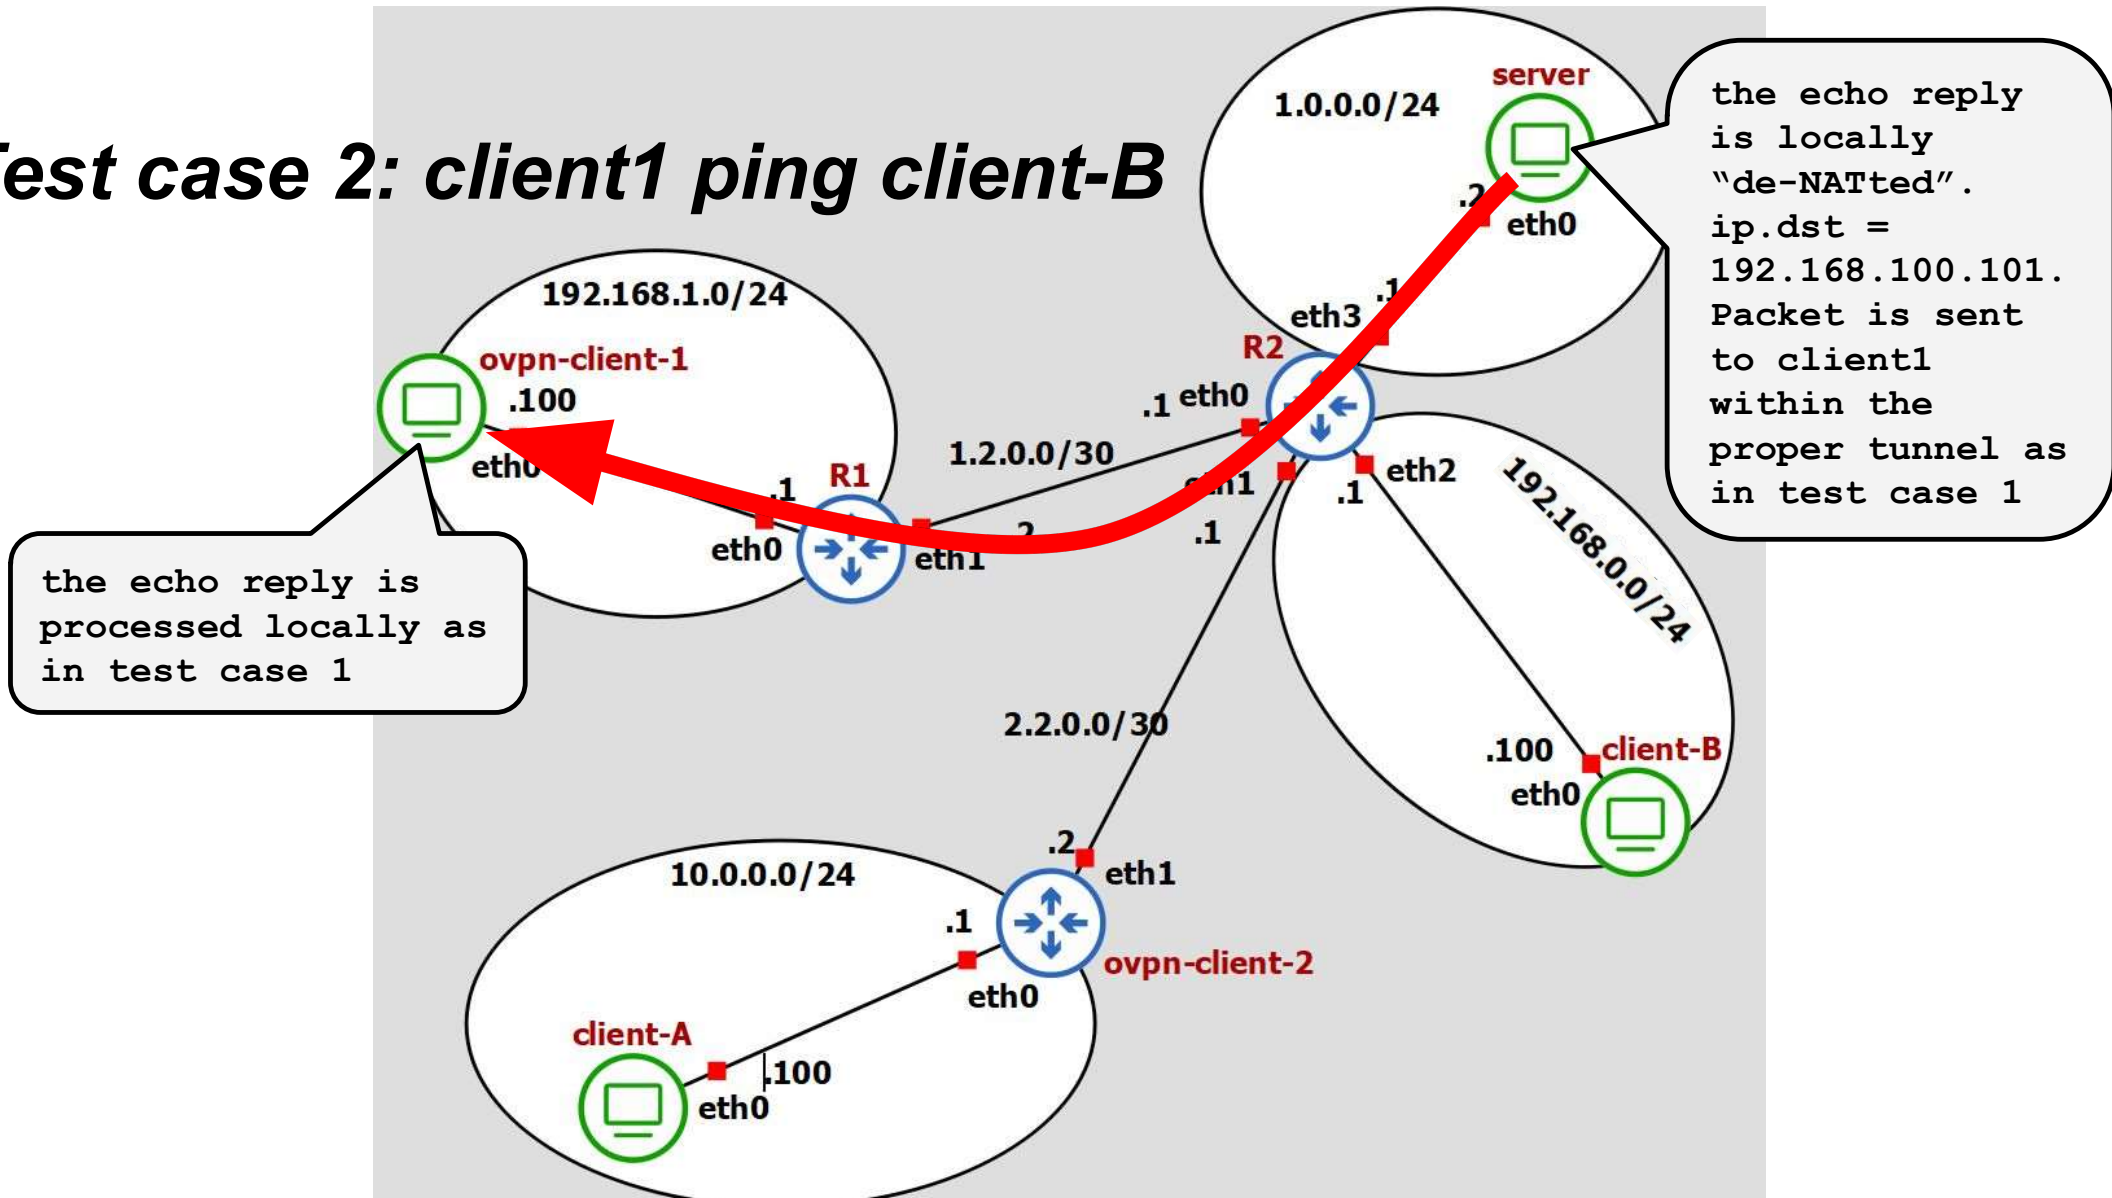 est case 2: client1 ping client-B
server
1.0.0.0/24
.2
eth0
the echo reply
is locally
“de-NATted”.
ip.dst =
192.168.100.101.
Packet is sent
to client1
within the
proper tunnel as
in test case 1
192.168.1.0/24
ovpn-client-1
.100
eth0
.1
eth3
R2
.1 eth0
1.2.0.0/30
R1
.1
eth0
.2
eth1
eth1
.1
eth2
.1
192.168.0.0/24
the echo reply is
processed locally as
in test case 1
2.2.0.0/30
.100
client-B
eth0
.2
eth1
10.0.0.0/24
.1
ovpn-client-2
eth0
client-A
.100
eth0